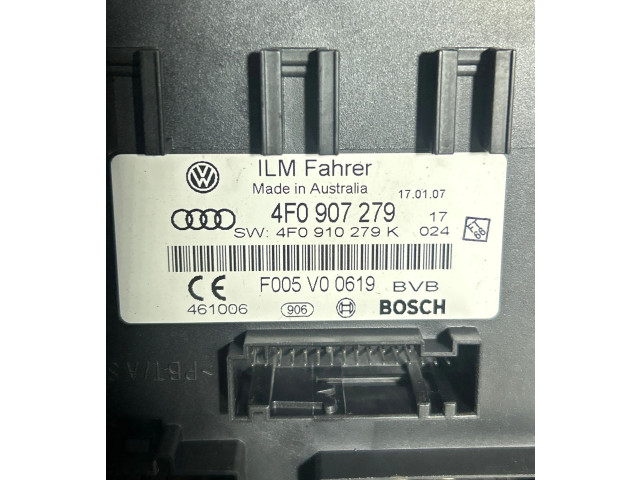 ILM Fahrer
Made in Australia
17.01.07
4F0 907 279 17
SW: 4F0 910 279 K 024
F005 V0 0619 BVB
CE
461006 906 BOSCH